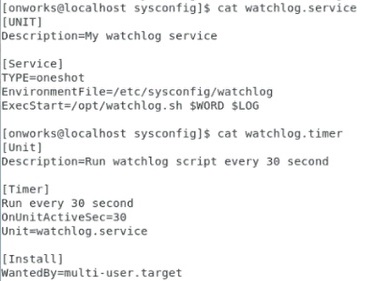 [onworks@localhost sysconfig]$ cat watchlog.service
[UNIT]
Description=My watchlog service

[Service]
TYPE=oneshot
EnvironmentFile=/etc/sysconfig/watchlog
ExecStart=/opt/watchlog.sh $WORD $LOG

[onworks@localhost sysconfig]$ cat watchlog.timer
[Unit]
Description=Run watchlog script every 30 second

[Timer]
Run every 30 second
OnUnitActiveSec=30
Unit=watchlog.service

[Install]
WantedBy=multi-user.target